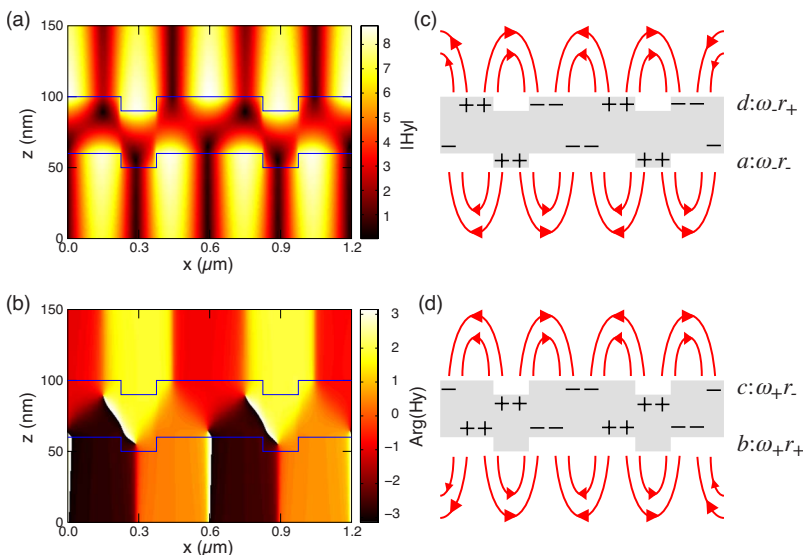 (a)
150
100
50
0
z (nm)
0.0 0.3 0.6 0.9 1.2
x (μm)
8
7
6
5
4
3
2
1
|Hy|
(b)
150
100
50
0
z (nm)
0.0 0.3 0.6 0.9 1.2
x (μm)
3
2
1
0
−1
−2
−3
Arg(Hy)
(c)
+ + − − + + − −
d:ω₋r₊
− + + − − + + −
a:ω₋r₋
(d)
− + + − − + + −
c:ω₊r₋
+ + − − + + − −
b:ω₊r₊